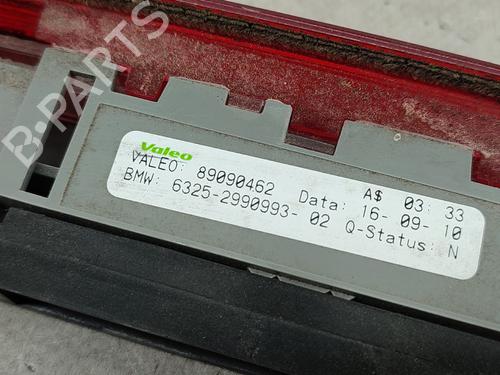 Valeo
VALEO: 89090462 A$ 03: 33
BMW: 6325-2990993-02 Data: 16-09-10
Q-Status: N
B-PARTS